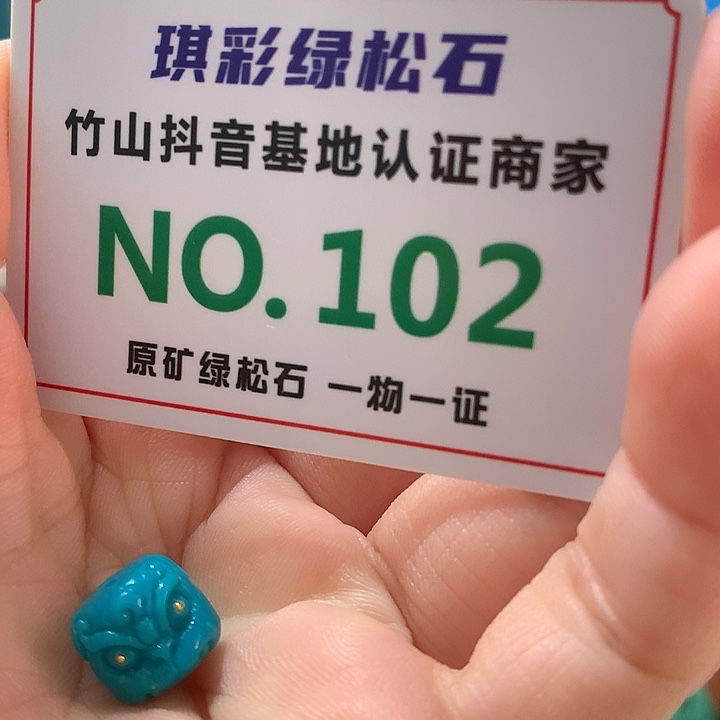 琪彩绿松石
竹山抖音基地认证商家
NO.102
原矿绿松石 一物一证